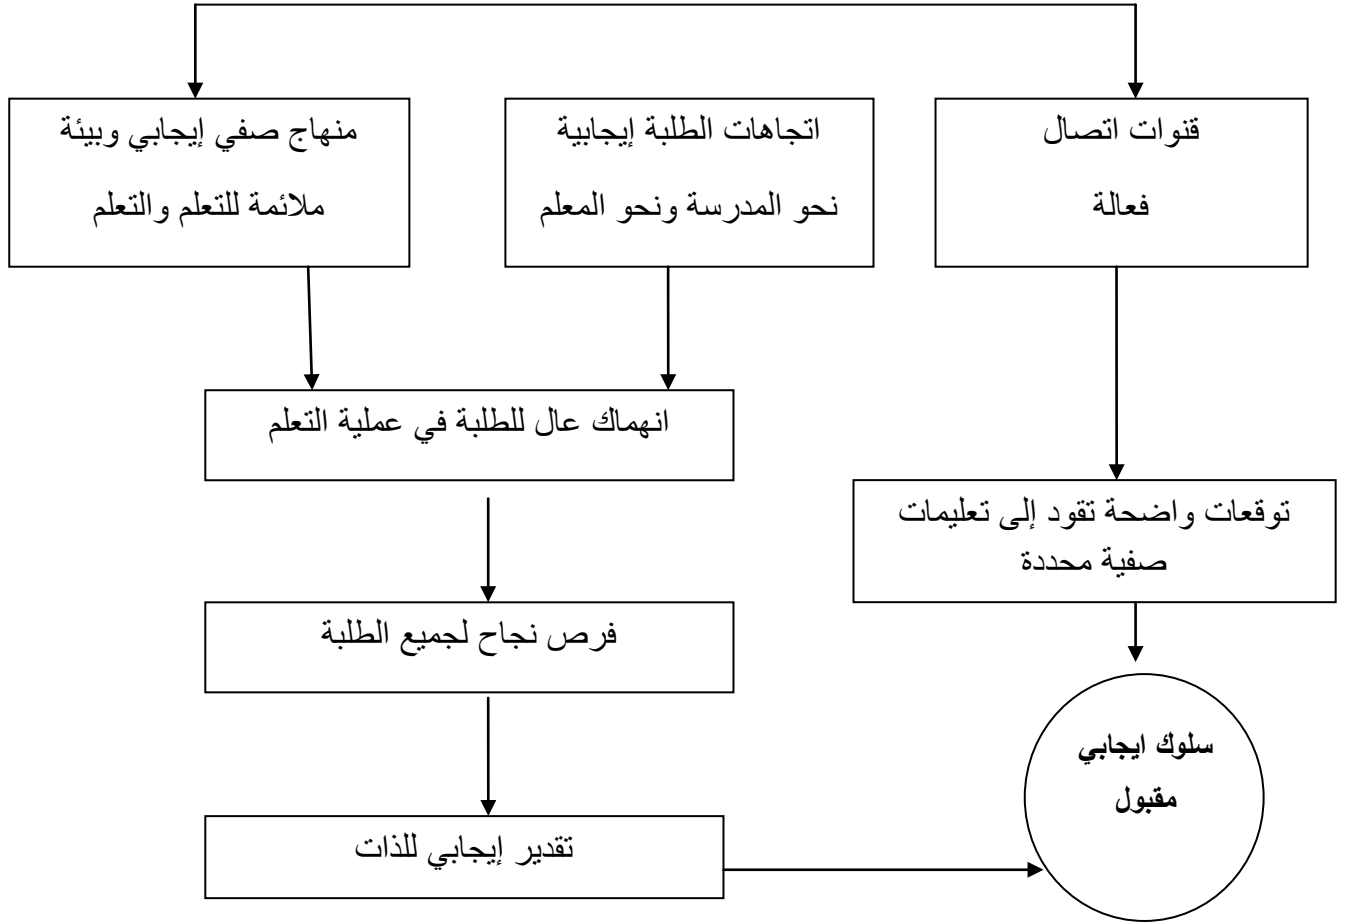 قنوات اتصال
فعالة
اتجاهات الطلبة إيجابية
نحو المدرسة ونحو المعلم
منهاج صفي إيجابي وبيئة
ملائمة للتعلم والتعلم
انهماك عال للطلبة في عملية التعلم
توقعات واضحة تقود إلى تعليمات
صفية محددة
فرص نجاح لجميع الطلبة
سلوك ايجابي
مقبول
تقدير إيجابي للذات